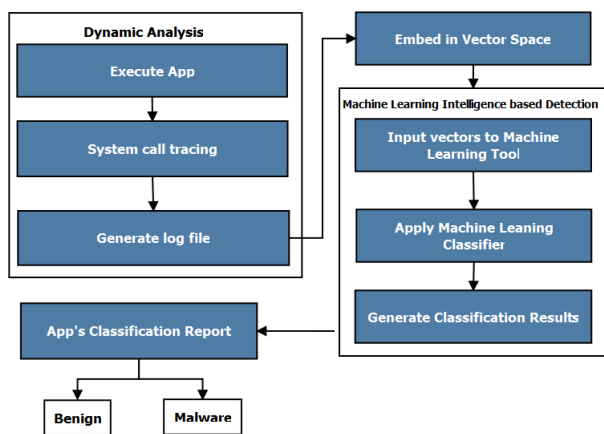 Dynamic Analysis
Execute App
System call tracing
Generate log file
Embed in Vector Space
Machine Learning Intelligence based Detection
Input vectors to Machine
Learning Tool
Apply Machine Leaning
Classifier
Generate Classification Results
App's Classification Report
Benign
Malware